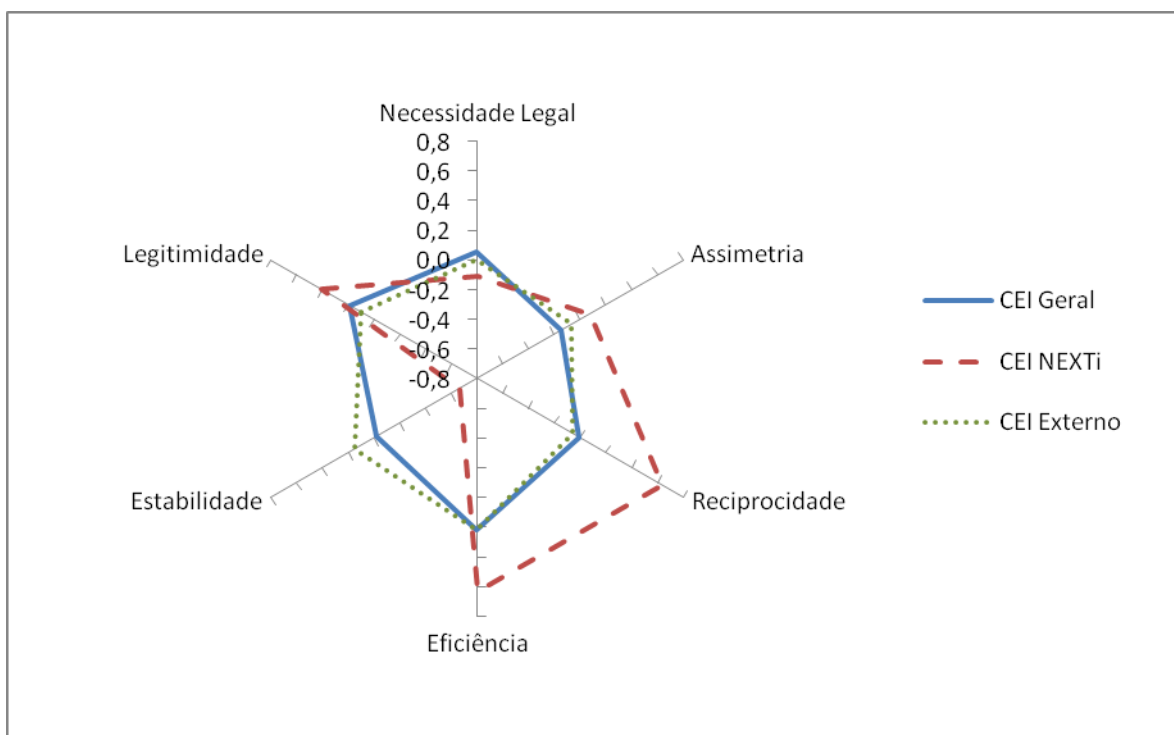 Necessidade Legal
0,8
0,6
0,4
0,2
0,0
-0,2
-0,4
-0,6
-0,8
Assimetria
Reciprocidade
Eficiência
Estabilidade
Legitimidade
CEI Geral
CEI NEXTi
CEI Externo